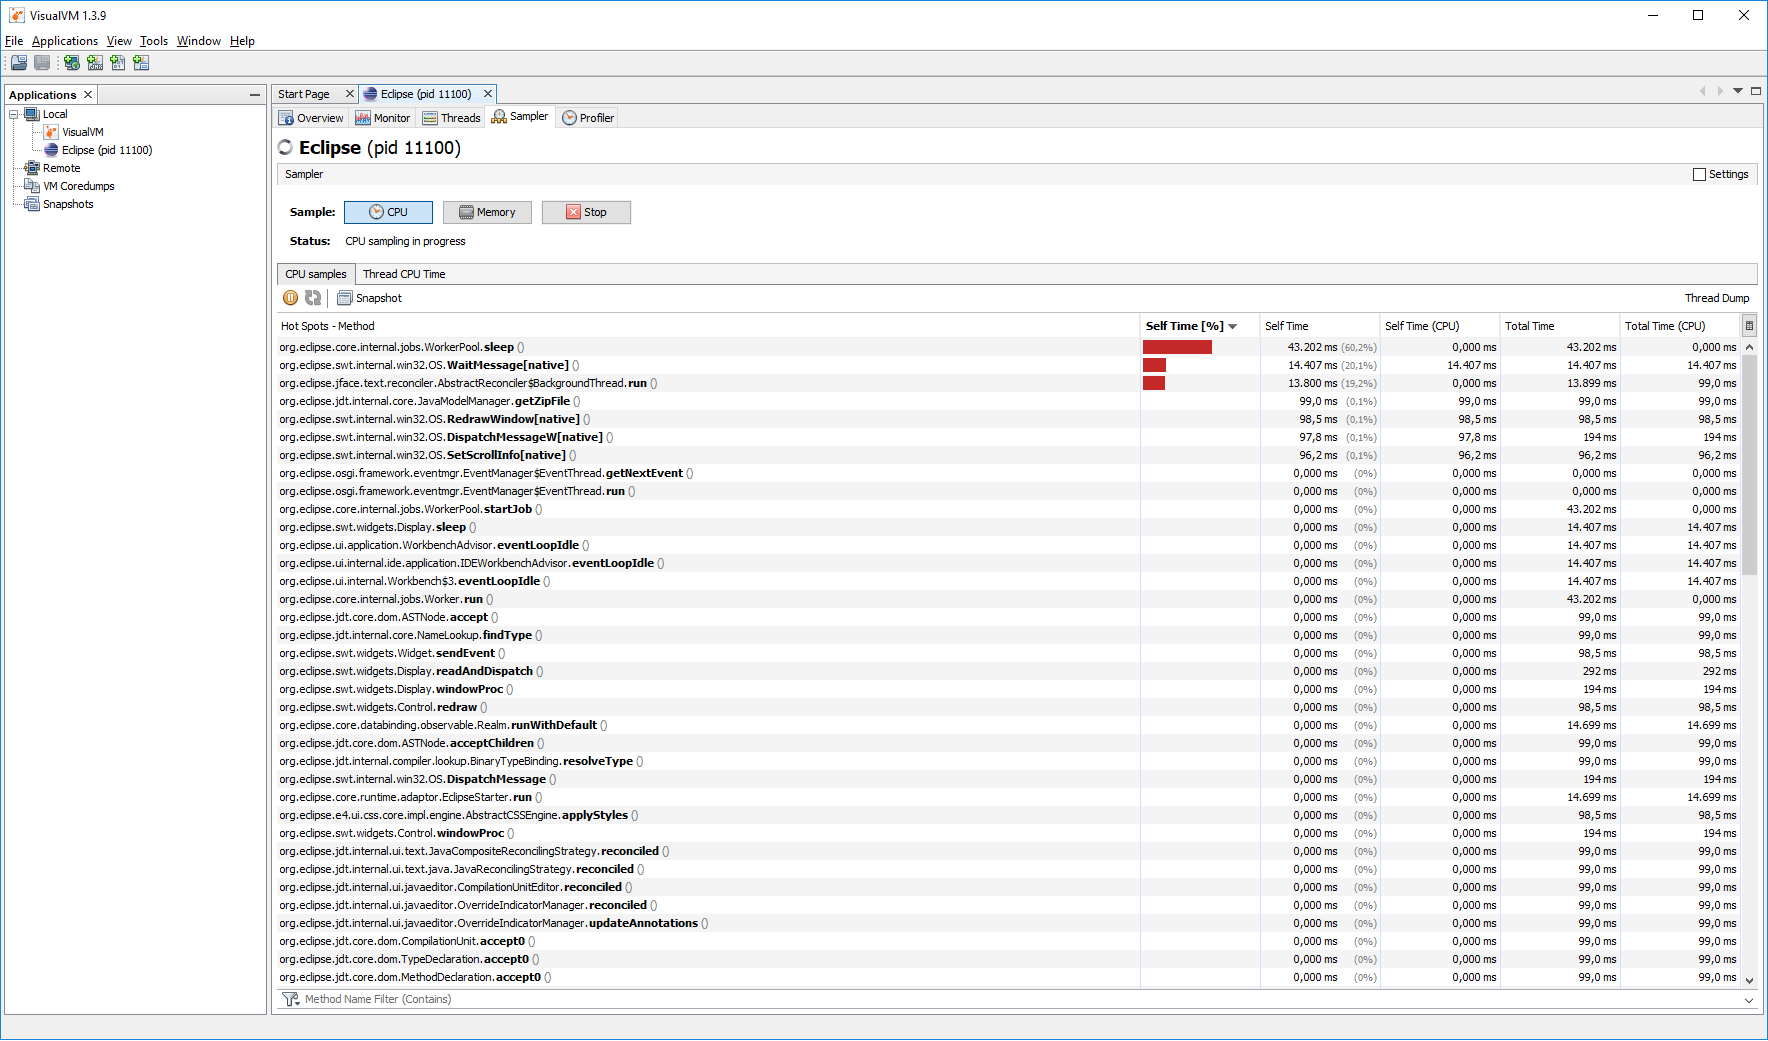 VisualVM 1.3.9
File Applications View Tools Window Help
Applications
Local
VisualVM
Eclipse (pid 11100)
Remote
VM Coredumps
Snapshots
Start Page Eclipse (pid 11100)
Overview Monitor Threads Sampler Profiler
Eclipse (pid 11100)
Sampler Settings
Sample: CPU Memory Stop
Status: CPU sampling in progress
CPU samples Thread CPU Time
Snapshot Thread Dump
Hot Spots - Method Self Time [%] Self Time Self Time (CPU) Total Time Total Time (CPU)
org.eclipse.core.internal.jobs.WorkerPool.sleep () 43.202 ms (60,2%) 0,000 ms 43.202 ms 0,000 ms
org.eclipse.swt.internal.win32.OS.WaitMessage[native] () 14.407 ms (20,1%) 14.407 ms 14.407 ms 14.407 ms
org.eclipse.jface.text.reconciler.AbstractReconciler$BackgroundThread.run () 13.800 ms (19,2%) 0,000 ms 13.899 ms 99,0 ms
org.eclipse.jdt.internal.core.JavaModelManager.getZipFile () 99,0 ms (0,1%) 99,0 ms 99,0 ms 99,0 ms
org.eclipse.swt.internal.win32.OS.RedrawWindow[native] () 98,5 ms (0,1%) 98,5 ms 98,5 ms 98,5 ms
org.eclipse.swt.internal.win32.OS.DispatchMessageW[native] () 97,8 ms (0,1%) 97,8 ms 194 ms 194 ms
org.eclipse.swt.internal.win32.OS.SetScrollInfo[native] () 96,2 ms (0,1%) 96,2 ms 96,2 ms 96,2 ms
org.eclipse.osgi.framework.eventmgr.EventManager$EventThread.getNextEvent () 0,000 ms (0%) 0,000 ms 0,000 ms 0,000 ms
org.eclipse.osgi.framework.eventmgr.EventManager$EventThread.run () 0,000 ms (0%) 0,000 ms 0,000 ms 0,000 ms
org.eclipse.core.internal.jobs.WorkerPool.startJob () 0,000 ms (0%) 0,000 ms 43.202 ms 0,000 ms
org.eclipse.swt.widgets.Display.sleep () 0,000 ms (0%) 0,000 ms 14.407 ms 14.407 ms
org.eclipse.ui.application.WorkbenchAdvisor.eventLoopIdle () 0,000 ms (0%) 0,000 ms 14.407 ms 14.407 ms
org.eclipse.ui.internal.ide.application.IDEWorkbenchAdvisor.eventLoopIdle () 0,000 ms (0%) 0,000 ms 14.407 ms 14.407 ms
org.eclipse.ui.internal.Workbench$3.eventLoopIdle () 0,000 ms (0%) 0,000 ms 14.407 ms 14.407 ms
org.eclipse.core.internal.jobs.Worker.run () 0,000 ms (0%) 0,000 ms 43.202 ms 0,000 ms
org.eclipse.jdt.core.dom.ASTNode.accept () 0,000 ms (0%) 0,000 ms 99,0 ms 99,0 ms
org.eclipse.jdt.internal.core.NameLookup.findType () 0,000 ms (0%) 0,000 ms 99,0 ms 99,0 ms
org.eclipse.swt.widgets.Widget.sendEvent () 0,000 ms (0%) 0,000 ms 98,5 ms 98,5 ms
org.eclipse.swt.widgets.Display.readAndDispatch () 0,000 ms (0%) 0,000 ms 292 ms 292 ms
org.eclipse.swt.widgets.Display.windowProc () 0,000 ms (0%) 0,000 ms 194 ms 194 ms
org.eclipse.swt.widgets.Control.redraw () 0,000 ms (0%) 0,000 ms 98,5 ms 98,5 ms
org.eclipse.core.databinding.observable.Realm.runWithDefault () 0,000 ms (0%) 0,000 ms 14.699 ms 14.699 ms
org.eclipse.jdt.core.dom.ASTNode.acceptChildren () 0,000 ms (0%) 0,000 ms 99,0 ms 99,0 ms
org.eclipse.jdt.internal.compiler.lookup.BinaryTypeBinding.resolveType () 0,000 ms (0%) 0,000 ms 99,0 ms 99,0 ms
org.eclipse.swt.internal.win32.OS.DispatchMessage () 0,000 ms (0%) 0,000 ms 194 ms 194 ms
org.eclipse.core.runtime.adaptor.EclipseStarter.run () 0,000 ms (0%) 0,000 ms 14.699 ms 14.699 ms
org.eclipse.e4.ui.css.core.impl.engine.AbstractCSSEngine.applyStyles () 0,000 ms (0%) 0,000 ms 98,5 ms 98,5 ms
org.eclipse.swt.widgets.Control.windowProc () 0,000 ms (0%) 0,000 ms 194 ms 194 ms
org.eclipse.jdt.internal.ui.text.JavaCompositeReconcilingStrategy.reconciled () 0,000 ms (0%) 0,000 ms 99,0 ms 99,0 ms
org.eclipse.jdt.internal.ui.text.java.JavaReconcilingStrategy.reconciled () 0,000 ms (0%) 0,000 ms 99,0 ms 99,0 ms
org.eclipse.jdt.internal.ui.javaeditor.CompilationUnitEditor.reconciled () 0,000 ms (0%) 0,000 ms 99,0 ms 99,0 ms
org.eclipse.jdt.internal.ui.javaeditor.OverrideIndicatorManager.reconciled () 0,000 ms (0%) 0,000 ms 99,0 ms 99,0 ms
org.eclipse.jdt.internal.ui.javaeditor.OverrideIndicatorManager.updateAnnotations () 0,000 ms (0%) 0,000 ms 99,0 ms 99,0 ms
org.eclipse.jdt.core.dom.CompilationUnit.accept0 () 0,000 ms (0%) 0,000 ms 99,0 ms 99,0 ms
org.eclipse.jdt.core.dom.TypeDeclaration.accept0 () 0,000 ms (0%) 0,000 ms 99,0 ms 99,0 ms
org.eclipse.jdt.core.dom.MethodDeclaration.accept0 () 0,000 ms (0%) 0,000 ms 99,0 ms 99,0 ms
Method Name Filter (Contains)